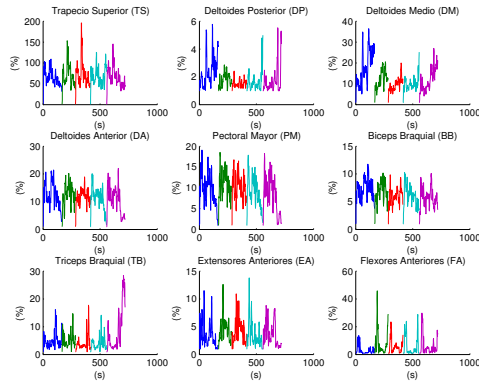 Trapecio Superior (TS)
Deltoides Posterior (DP)
Deltoides Medio (DM)
200
150
100
50
0
(%)
0 500 1000
(s)
6
4
2
0
(%)
0 500 1000
(s)
40
30
20
10
0
(%)
0 500 1000
(s)
Deltoides Anterior (DA)
Pectoral Mayor (PM)
Biceps Braquial (BB)
30
20
10
0
(%)
0 500 1000
(s)
20
15
10
5
0
(%)
0 500 1000
(s)
15
10
5
0
(%)
0 500 1000
(s)
Triceps Braquial (TB)
Extensores Anteriores (EA)
Flexores Anteriores (FA)
30
20
10
0
(%)
0 500 1000
(s)
15
10
5
0
(%)
0 500 1000
(s)
60
40
20
0
(%)
0 500 1000
(s)